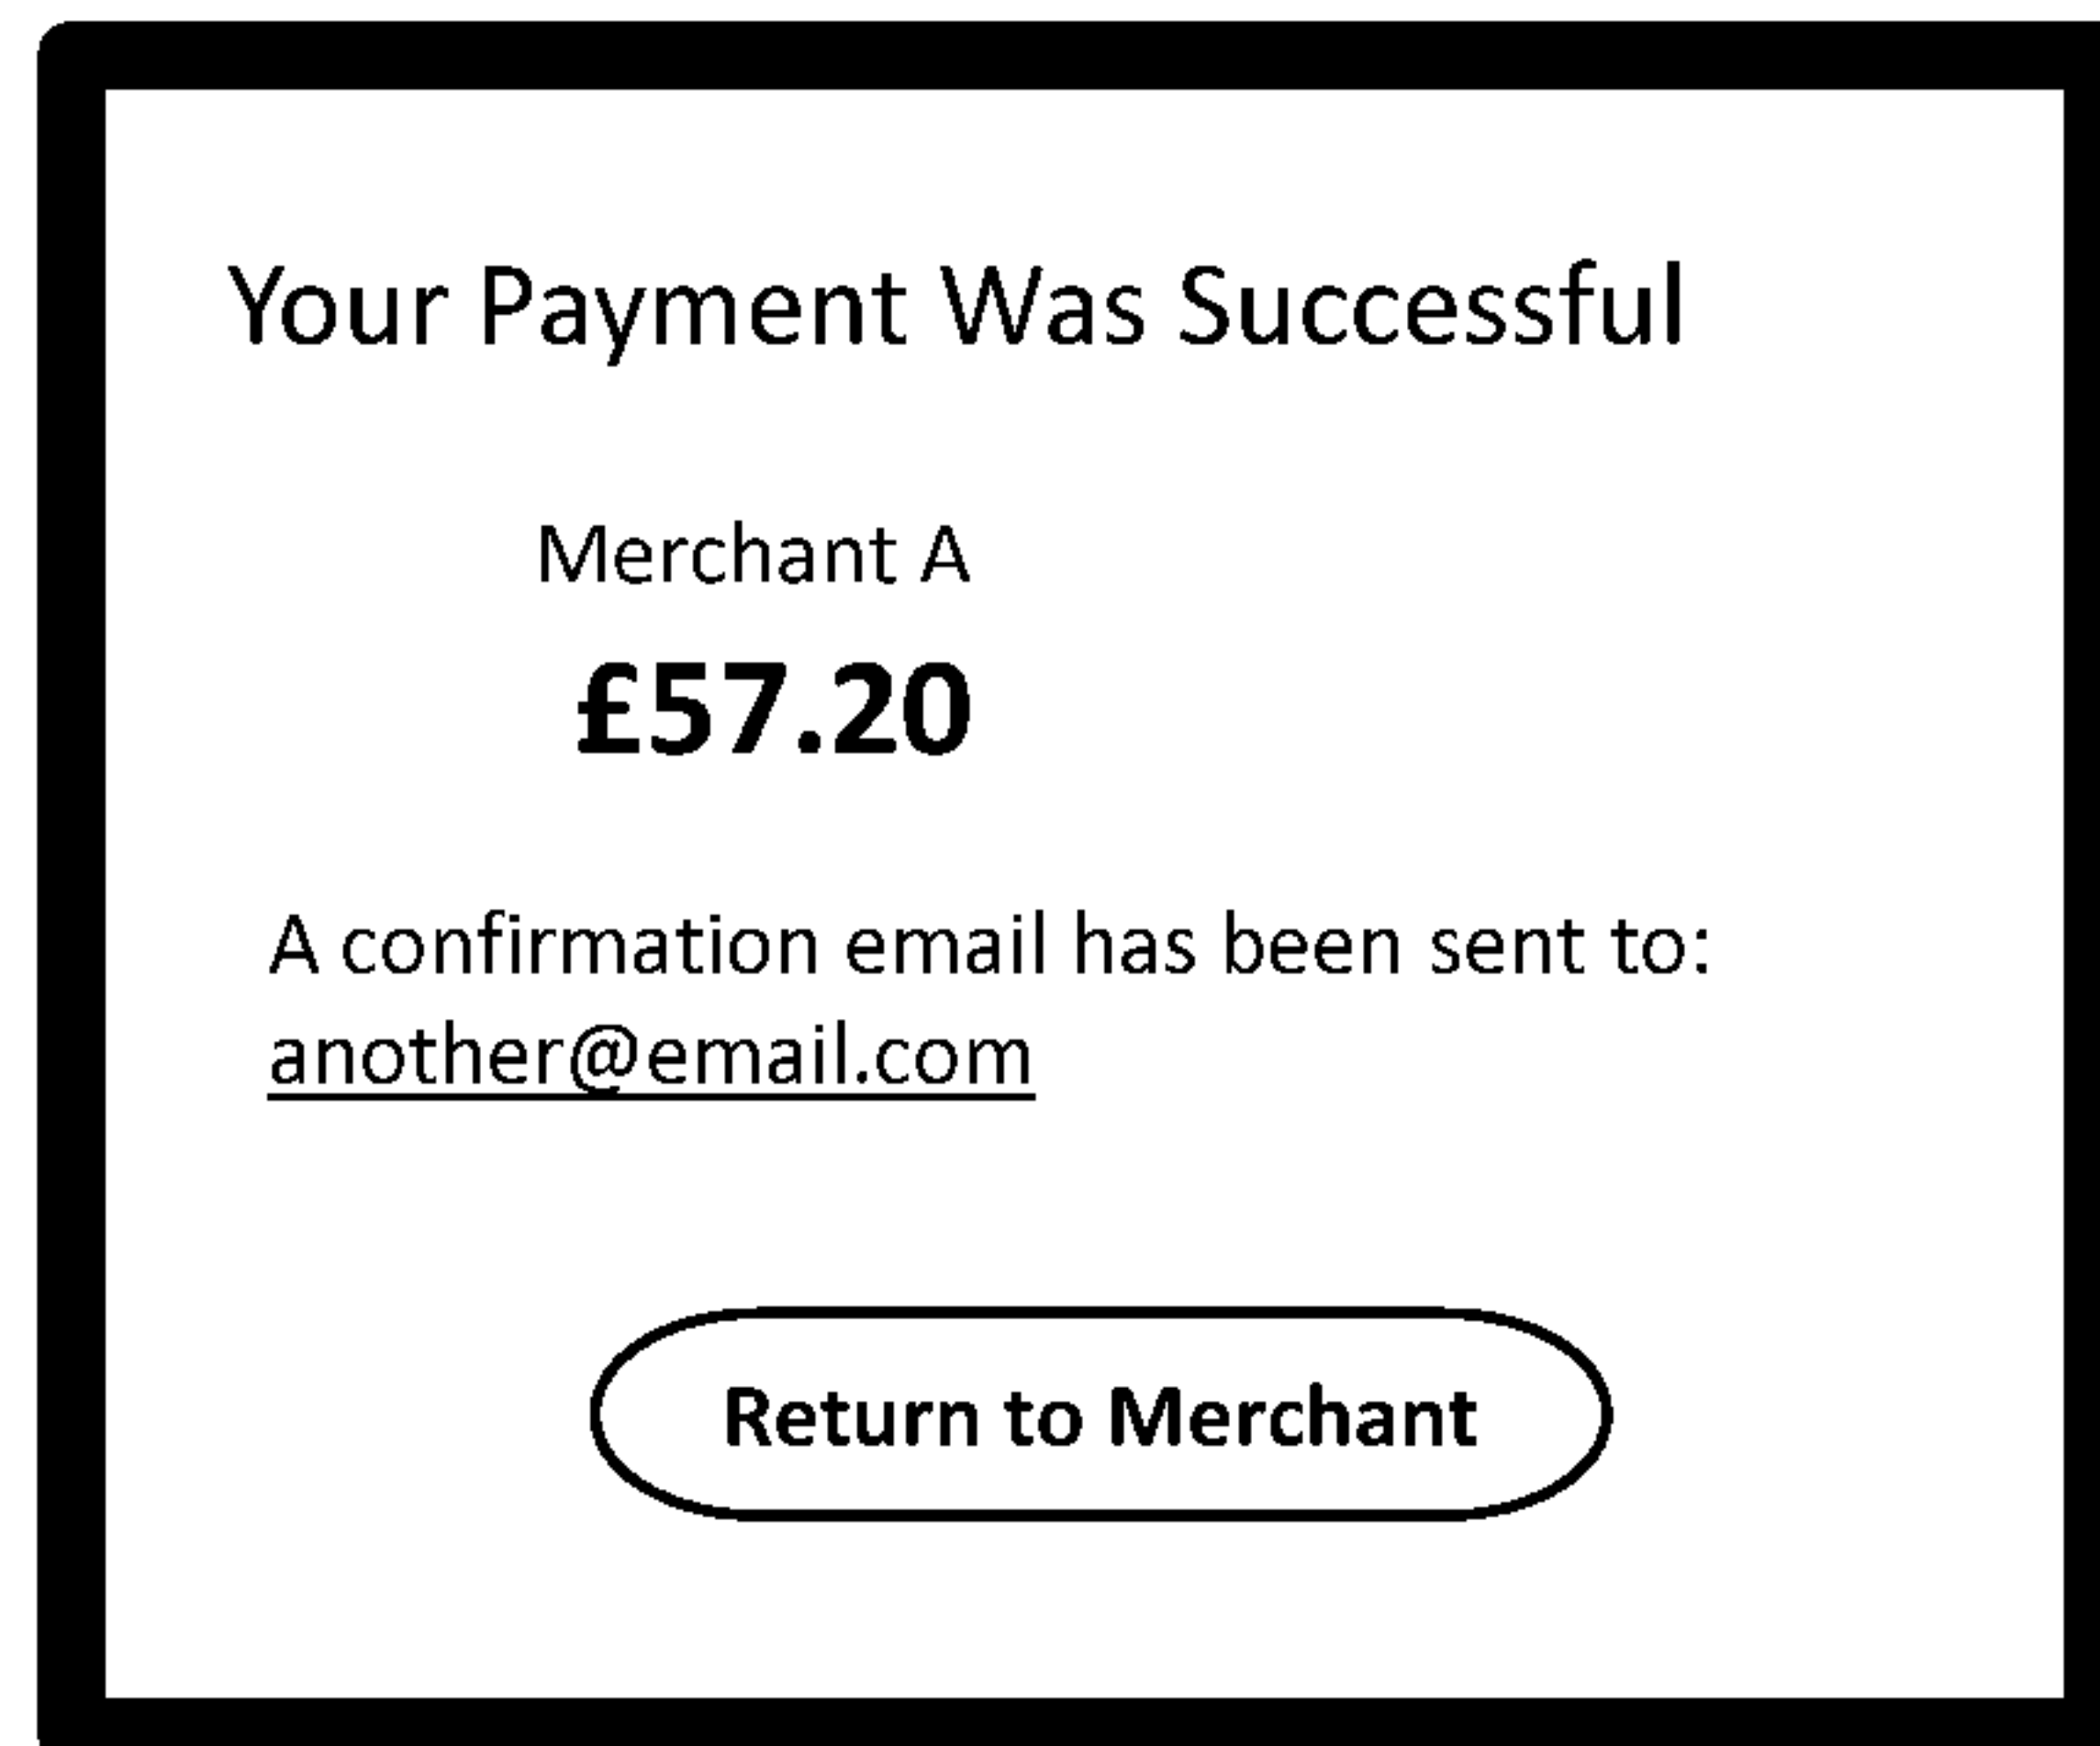 Your Payment Was Successful
Merchant A
£57.20
A confirmation email has been sent to:
another@email.com
Return to Merchant